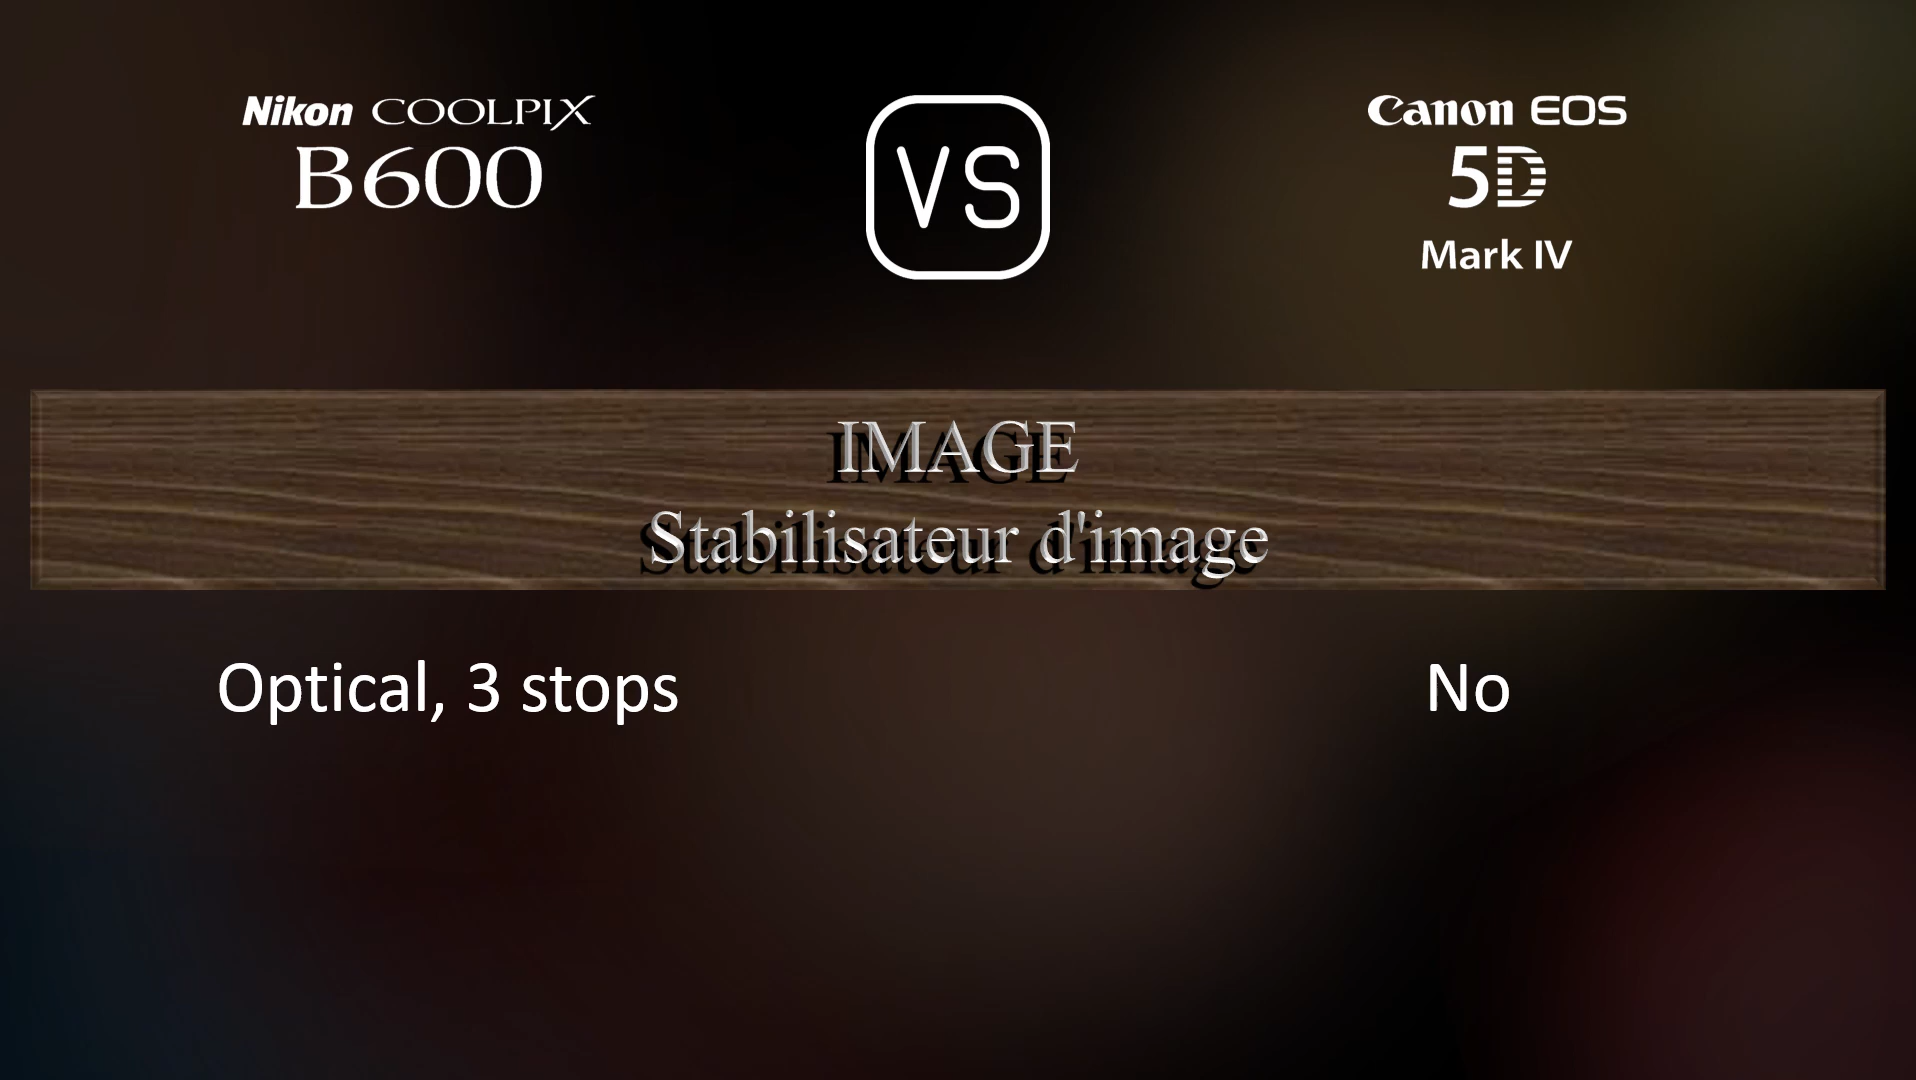 Nikon COOLPIX
B600
VS
Canon EOS
5D
Mark IV
IMAGE
Stabilisateur d'image
Optical, 3 stops
No